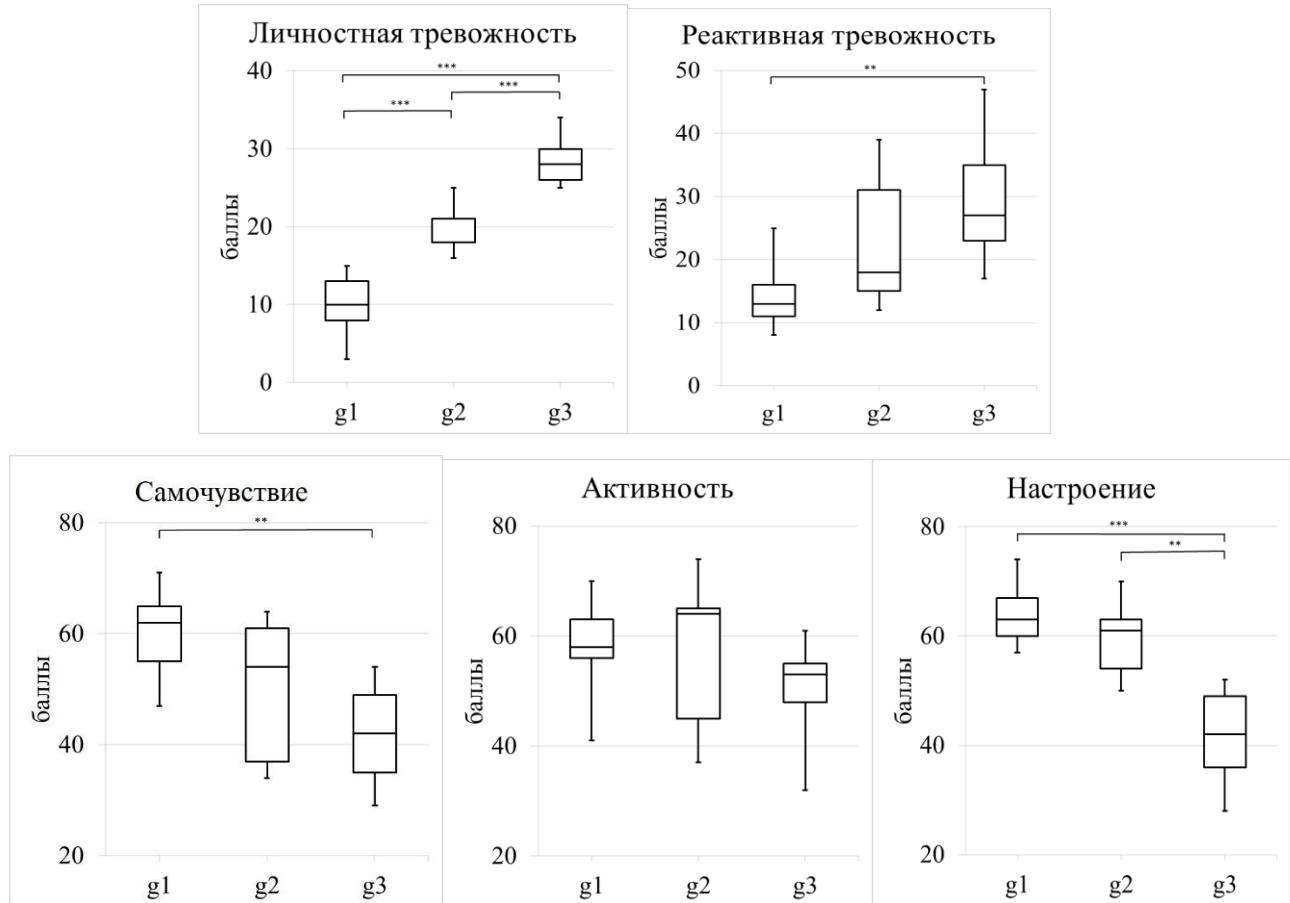 Личностная тревожность
40
***
***
***
30
баллы
20
10
0
g1 g2 g3
Реактивная тревожность
50
**
40
30
баллы
20
10
0
g1 g2 g3
Самочувствие
80
**
60
баллы
40
20
g1 g2 g3
Активность
80
60
баллы
40
20
g1 g2 g3
Настроение
80
***
**
60
баллы
40
20
g1 g2 g3